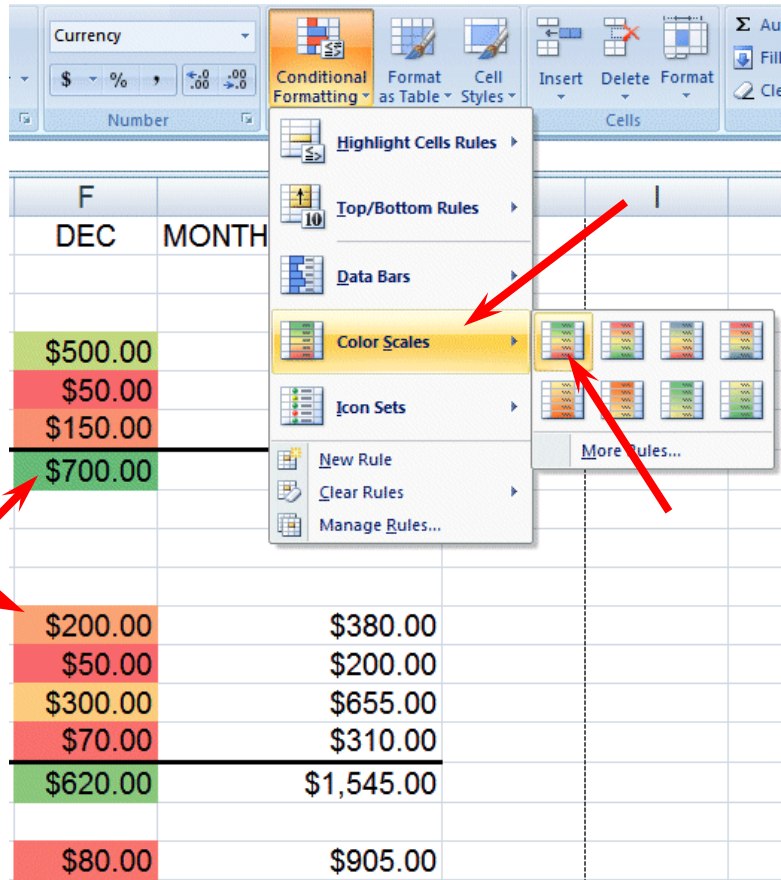 Currency
Σ Au
Fill
Cle
$ % , .0 .00 .00 .0
Conditional Formatting
Format as Table
Cell Styles
Insert Delete Format
Number
Cells
Highlight Cells Rules
Top/Bottom Rules
10
Data Bars
Color Scales
Icon Sets
New Rule
Clear Rules
Manage Rules...
More Rules...
F I
DEC MONTH
$500.00
$50.00
$150.00
$700.00
$200.00 $380.00
$50.00 $200.00
$300.00 $655.00
$70.00 $310.00
$620.00 $1,545.00
$80.00 $905.00